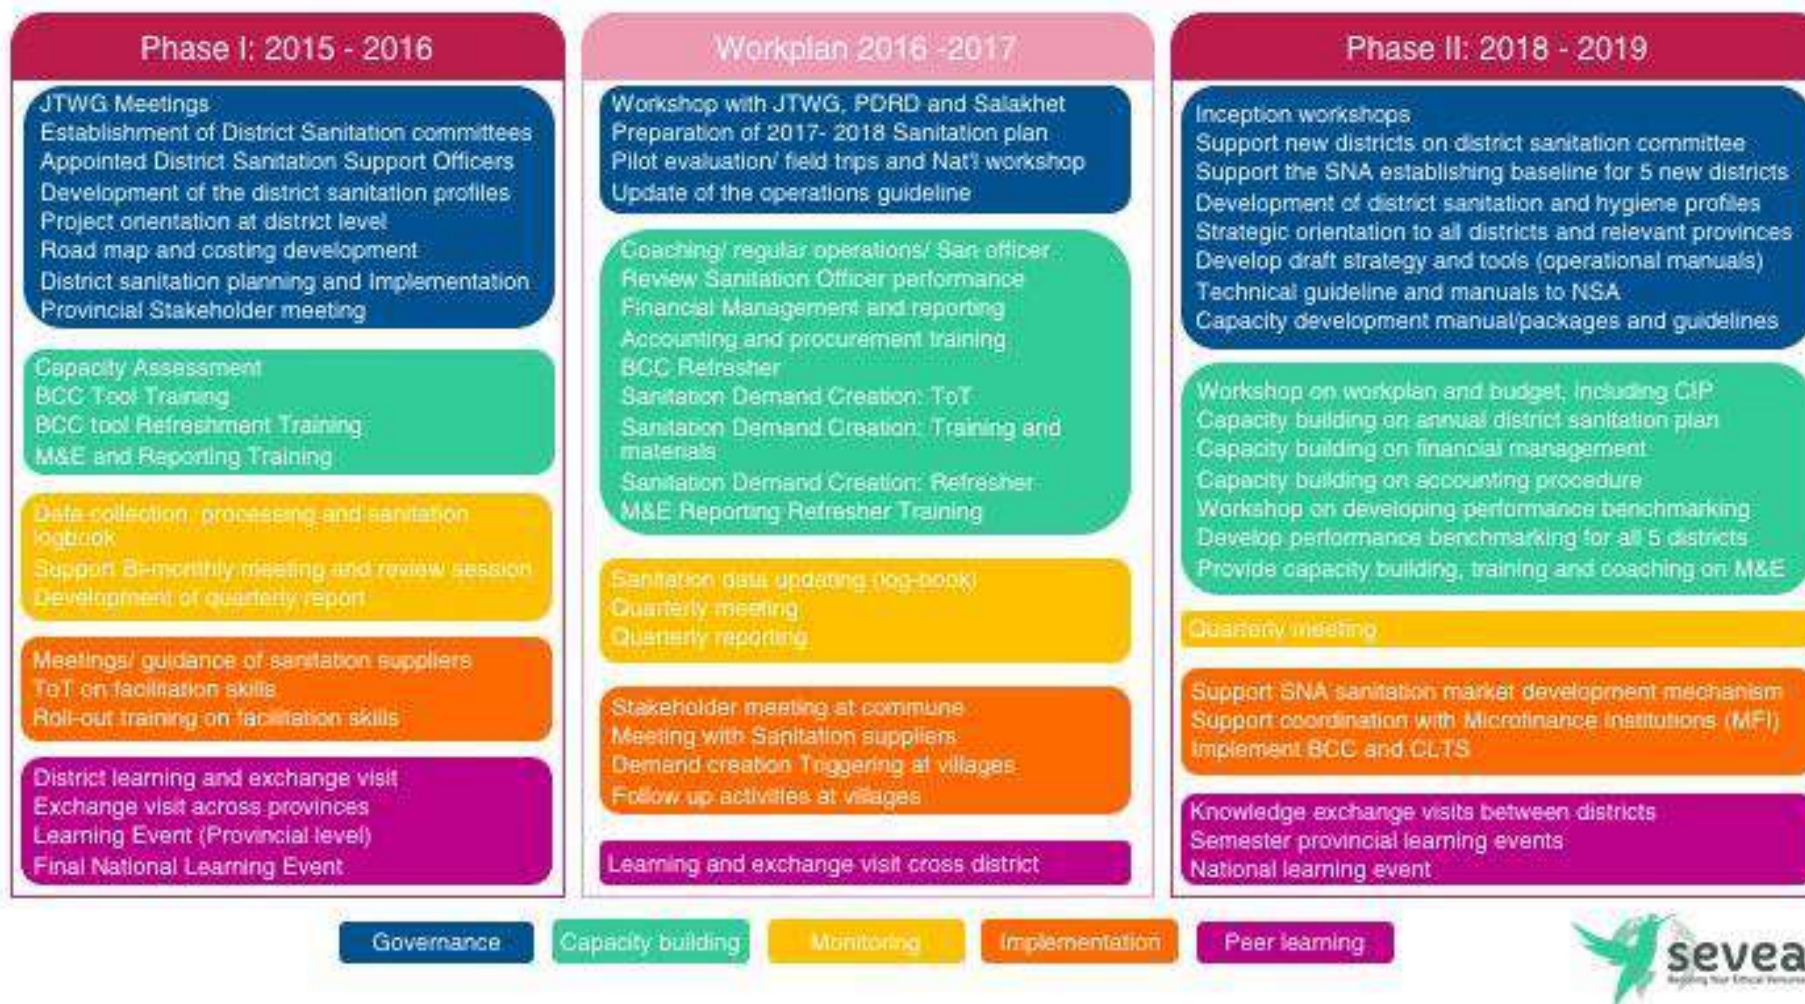 Phase I: 2015 - 2016
JTWG Meetings
Establishment of District Sanitation committees
Appointed District Sanitation Support Officers
Development of the district sanitation profiles
Project orientation at district level
Road map and costing development
District sanitation planning and Implementation
Provincial Stakeholder meeting
Capacity Assessment
BCC Tool Training
BCC tool Refreshment Training
M&E and Reporting Training
Data collection, processing and sanitation
logbook
Support Bi-monthly meeting and review session
Development of quarterly report
Meetings/ guidance of sanitation suppliers
ToT on facilitation skills
Roll-out training on facilitation skills
District learning and exchange visit
Exchange visit across provinces
Learning Event (Provincial level)
Final National Learning Event
Workplan 2016 -2017
Workshop with JTWG, PDRD and Salakhet
Preparation of 2017- 2018 Sanitation plan
Pilot evaluation/ field trips and Nat'l workshop
Update of the operations guideline
Coaching/ regular operations/ San officer
Review Sanitation Officer performance
Financial Management and reporting
Accounting and procurement training
BCC Refresher
Sanitation Demand Creation: ToT
Sanitation Demand Creation: Training and
materials
Sanitation Demand Creation: Refresher
M&E Reporting Refresher Training
Sanitation data updating (log-book)
Quarterly meeting
Quarterly reporting
Stakeholder meeting at commune
Meeting with Sanitation suppliers
Demand creation Triggering at villages
Follow up activities at villages
Learning and exchange visit cross district
Phase II: 2018 - 2019
Inception workshops
Support new districts on district sanitation committee
Support the SNA establishing baseline for 5 new districts
Development of district sanitation and hygiene profiles
Strategic orientation to all districts and relevant provinces
Develop draft strategy and tools (operational manuals)
Technical guideline and manuals to NSA
Capacity development manual/packages and guidelines
Workshop on workplan and budget, including CIP
Capacity building on annual district sanitation plan
Capacity building on financial management
Capacity building on accounting procedure
Workshop on developing performance benchmarking
Develop performance benchmarking for all 5 districts
Provide capacity building, training and coaching on M&E
Quarterly meeting
Support SNA sanitation market development mechanism
Support coordination with Microfinance Institutions (MFI)
Implement BCC and CLTS
Knowledge exchange visits between districts
Semester provincial learning events
National learning event
Governance
Capacity building
Monitoring
Implementation
Peer learning
sevea
Your Ethical